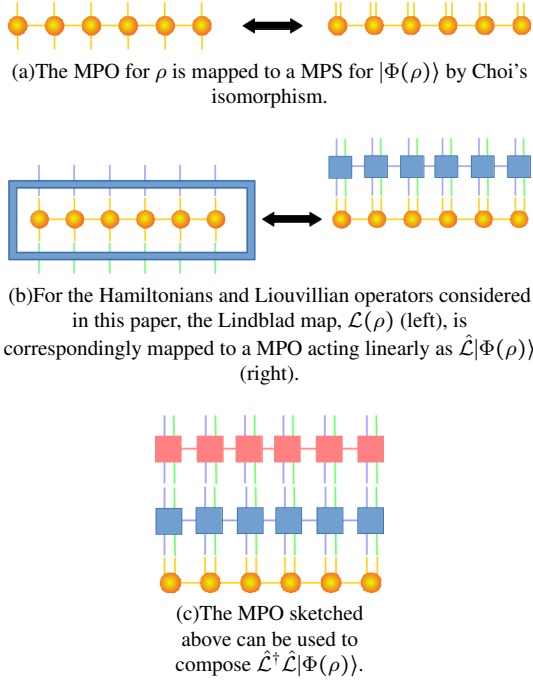 (a)The MPO for ρ is mapped to a MPS for |Φ(ρ)⟩ by Choi's
isomorphism.
(b)For the Hamiltonians and Liouvillian operators considered
in this paper, the Lindblad map, ℒ(ρ) (left), is
correspondingly mapped to a MPO acting linearly as ℒ̂|Φ(ρ)⟩
(right).
(c)The MPO sketched
above can be used to
compose ℒ̂†ℒ̂|Φ(ρ)⟩.